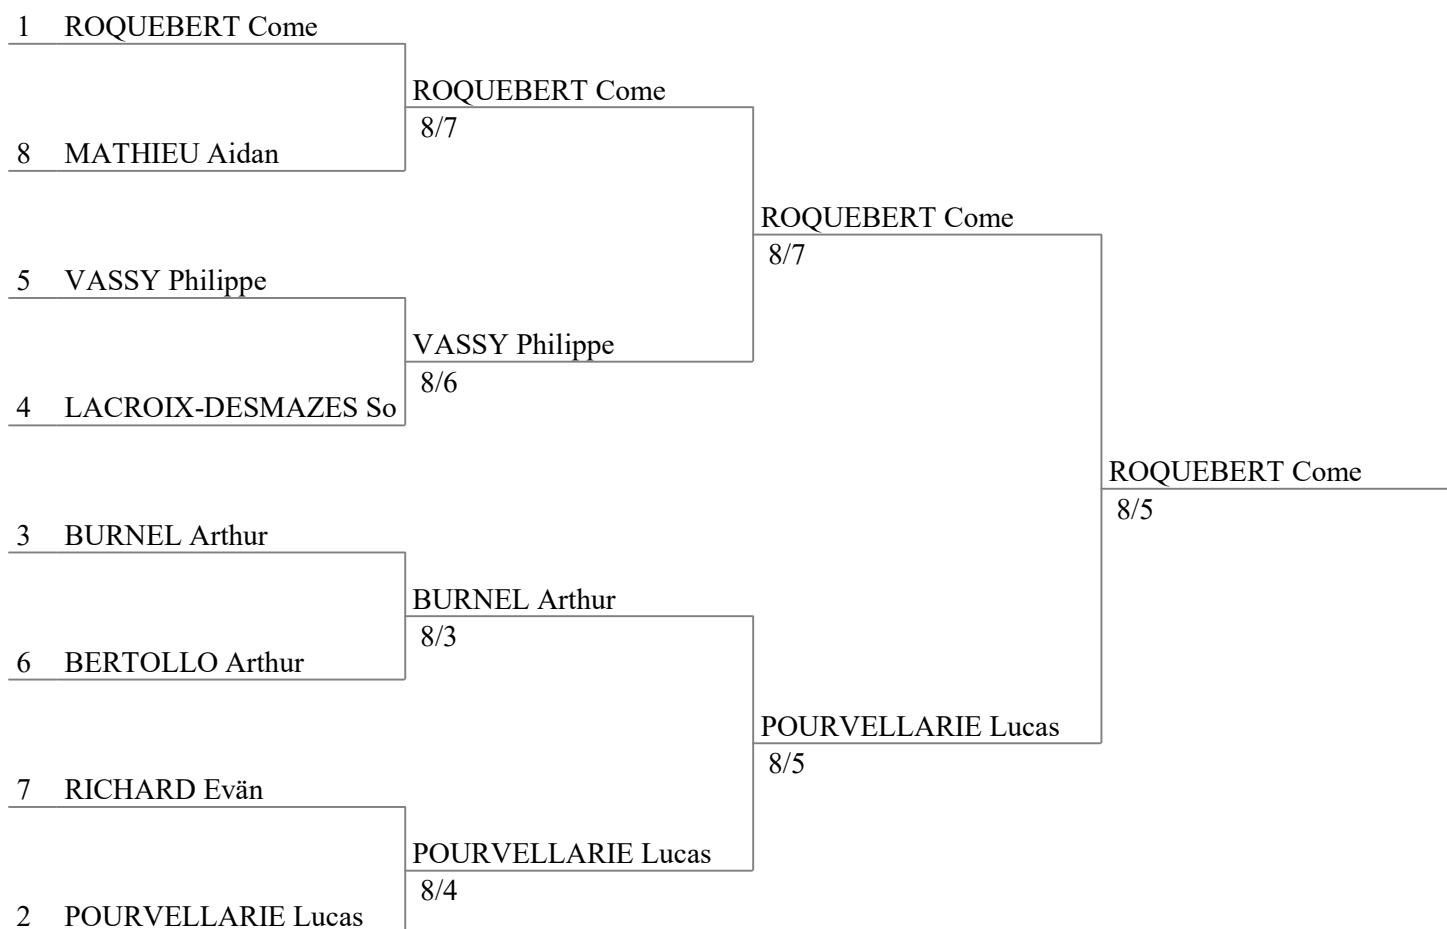 1 ROQUEBERT Come
ROQUEBERT Come
8/7
8 MATHIEU Aidan
ROQUEBERT Come
8/7
5 VASSY Philippe
VASSY Philippe
8/6
4 LACROIX-DESMAZES So
ROQUEBERT Come
8/5
3 BURNEL Arthur
BURNEL Arthur
8/3
6 BERTOLLO Arthur
POURVELLARIE Lucas
8/5
7 RICHARD Evän
POURVELLARIE Lucas
8/4
2 POURVELLARIE Lucas